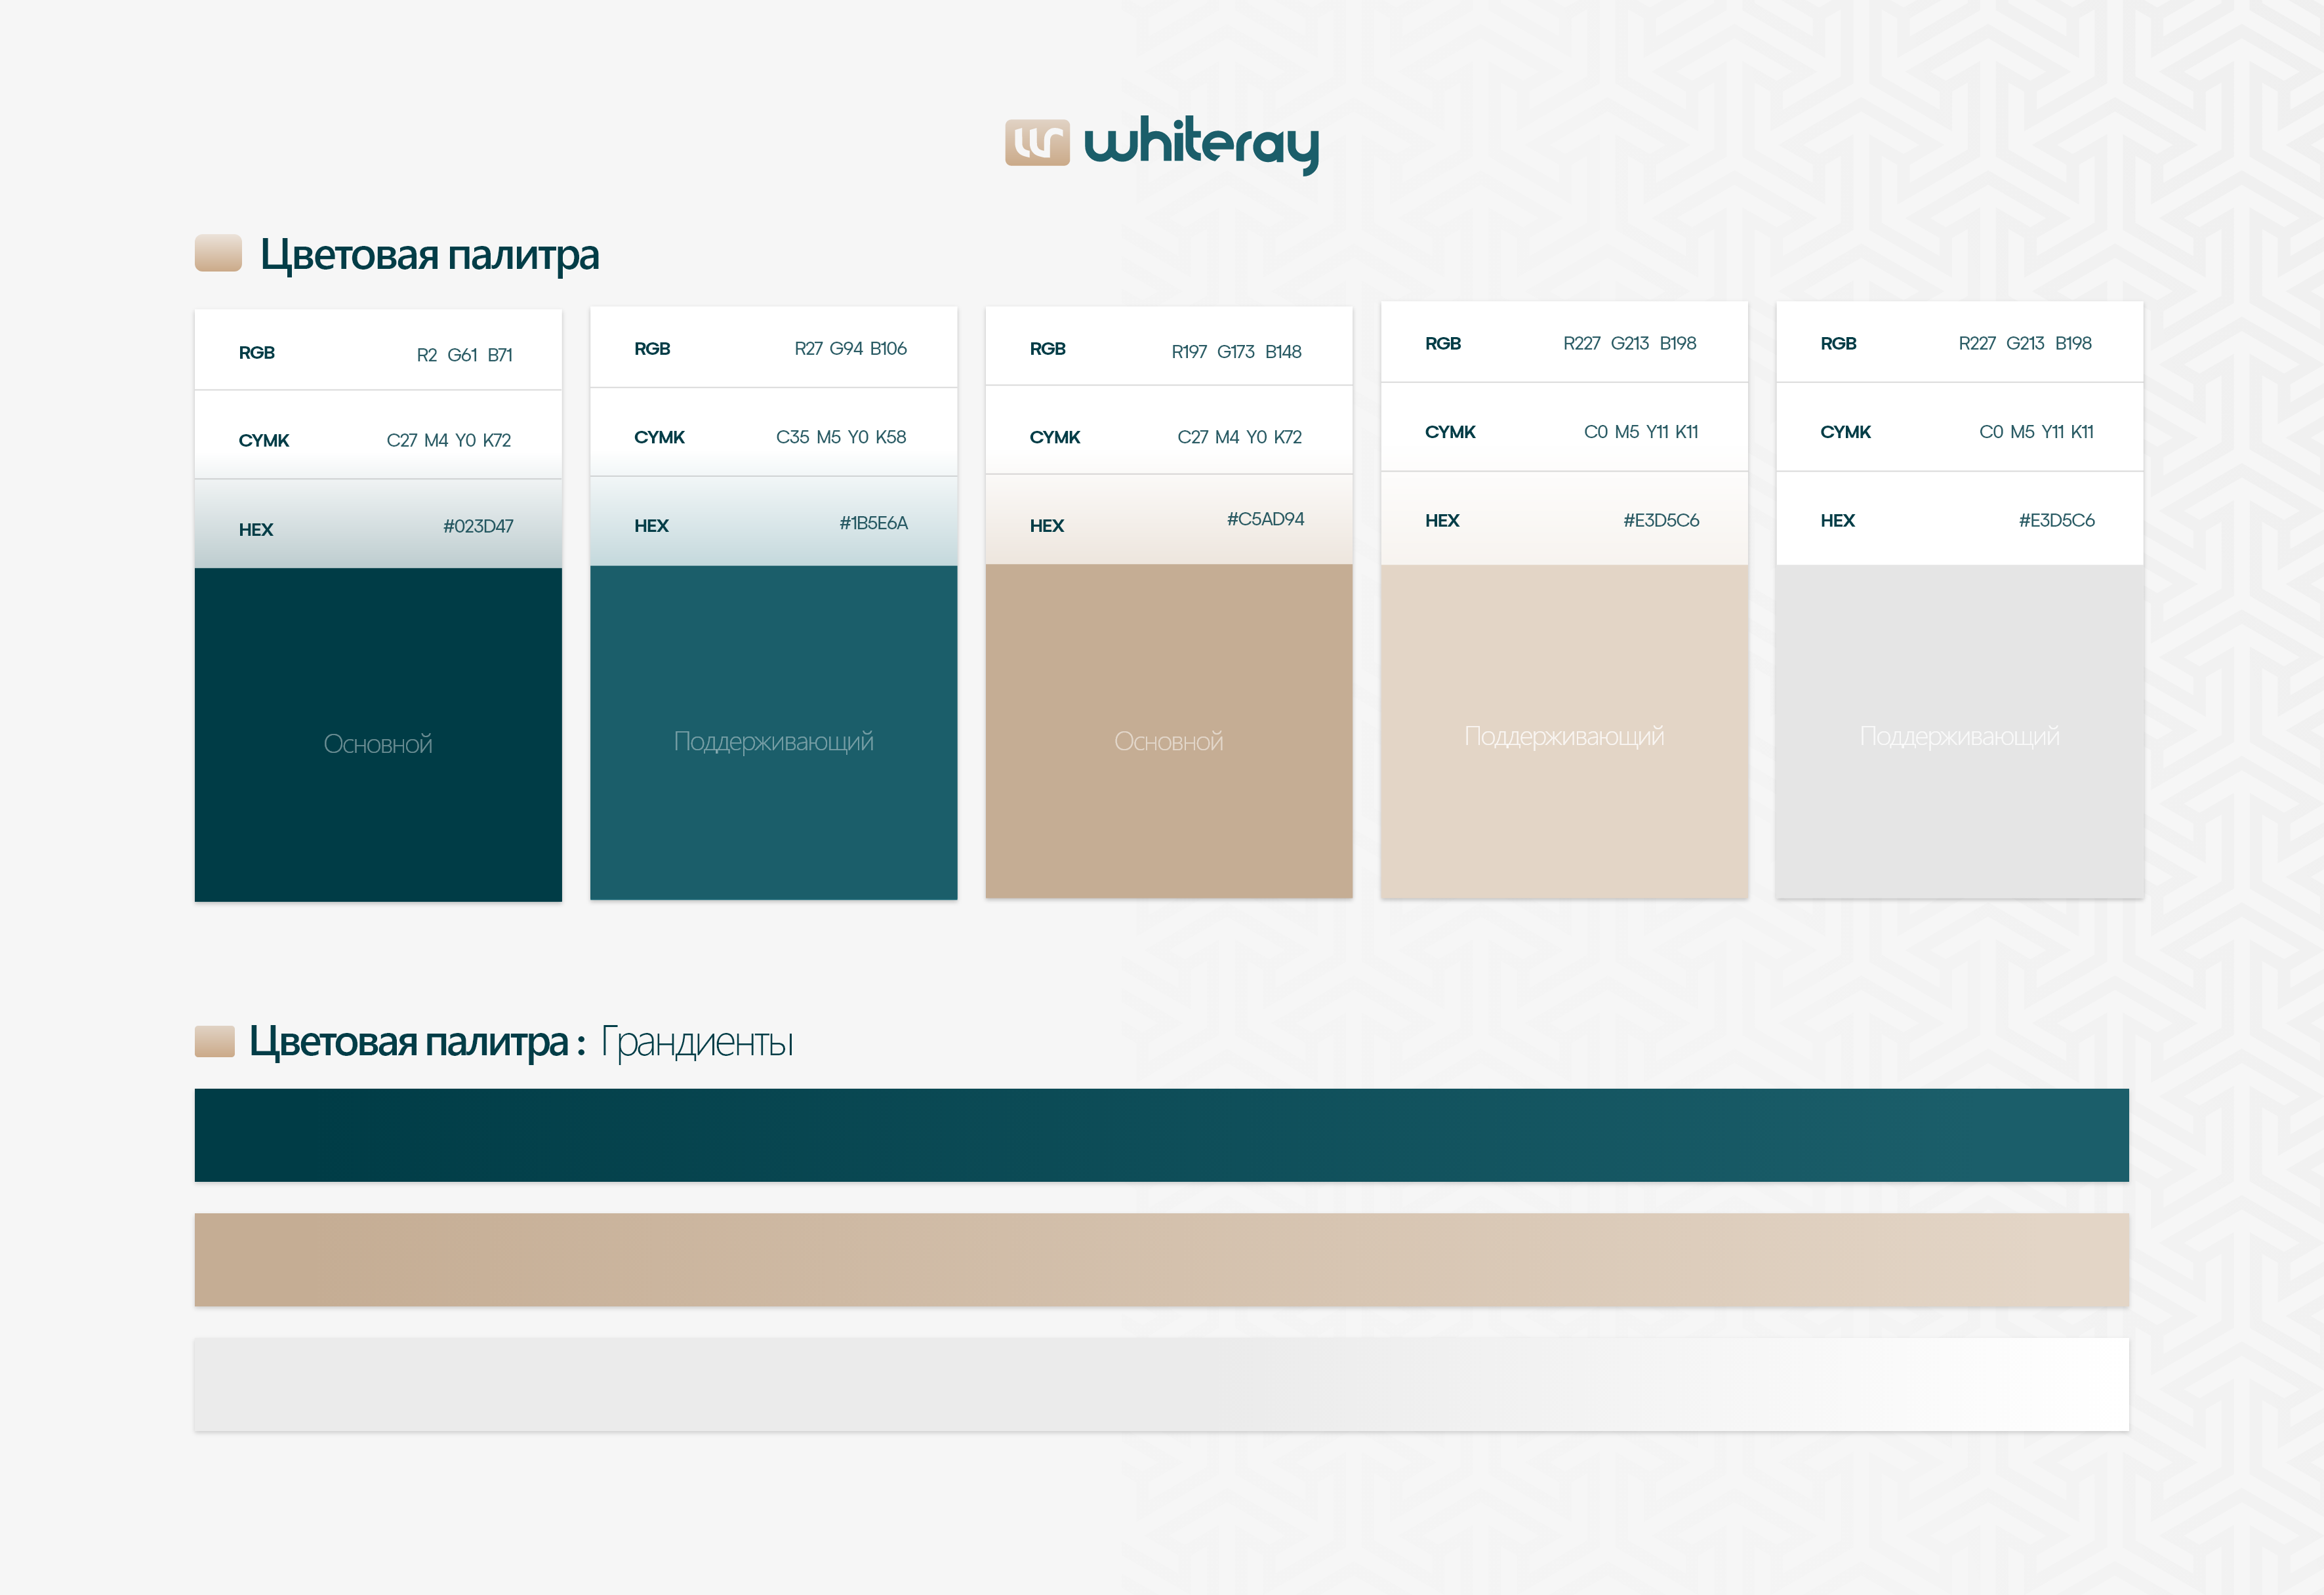 whiteray
Цветовая палитра
RGB R2 G61 B71
CYMK C27 M4 Y0 K72
HEX #023D47
Основной
RGB R27 G94 B106
CYMK C35 M5 Y0 K58
HEX #1B5E6A
Поддерживающий
RGB R197 G173 B148
CYMK C27 M4 Y0 K72
HEX #C5AD94
Основной
RGB R227 G213 B198
CYMK C0 M5 Y11 K11
HEX #E3D5C6
Поддерживающий
RGB R227 G213 B198
CYMK C0 M5 Y11 K11
HEX #E3D5C6
Поддерживающий
Цветовая палитра : Грандиенты